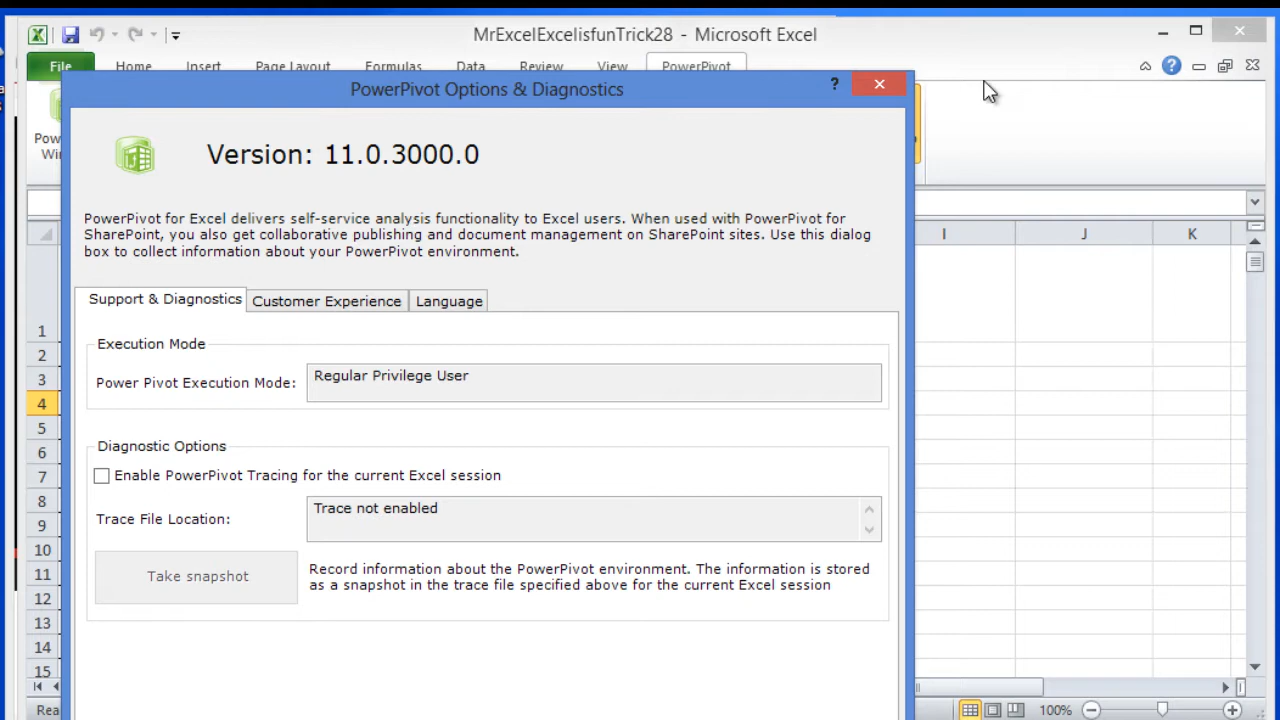 MrExcelExcelisfunTrick28 - Microsoft Excel
File Home Insert Page Layout Formulas Data Review View PowerPivot
PowerPivot Options & Diagnostics
?
Version: 11.0.3000.0
PowerPivot for Excel delivers self-service analysis functionality to Excel users. When used with PowerPivot for
SharePoint, you also get collaborative publishing and document management on SharePoint sites. Use this dialog
box to collect information about your PowerPivot environment.
Support & Diagnostics Customer Experience Language
Execution Mode
Power Pivot Execution Mode: Regular Privilege User
Diagnostic Options
Enable PowerPivot Tracing for the current Excel session
Trace File Location: Trace not enabled
Take snapshot
Record information about the PowerPivot environment. The information is stored
as a snapshot in the trace file specified above for the current Excel session
Pow
Wi
I J K
1
2
3
4
5
6
7
8
9
10
11
12
13
14
15
Rea
100%